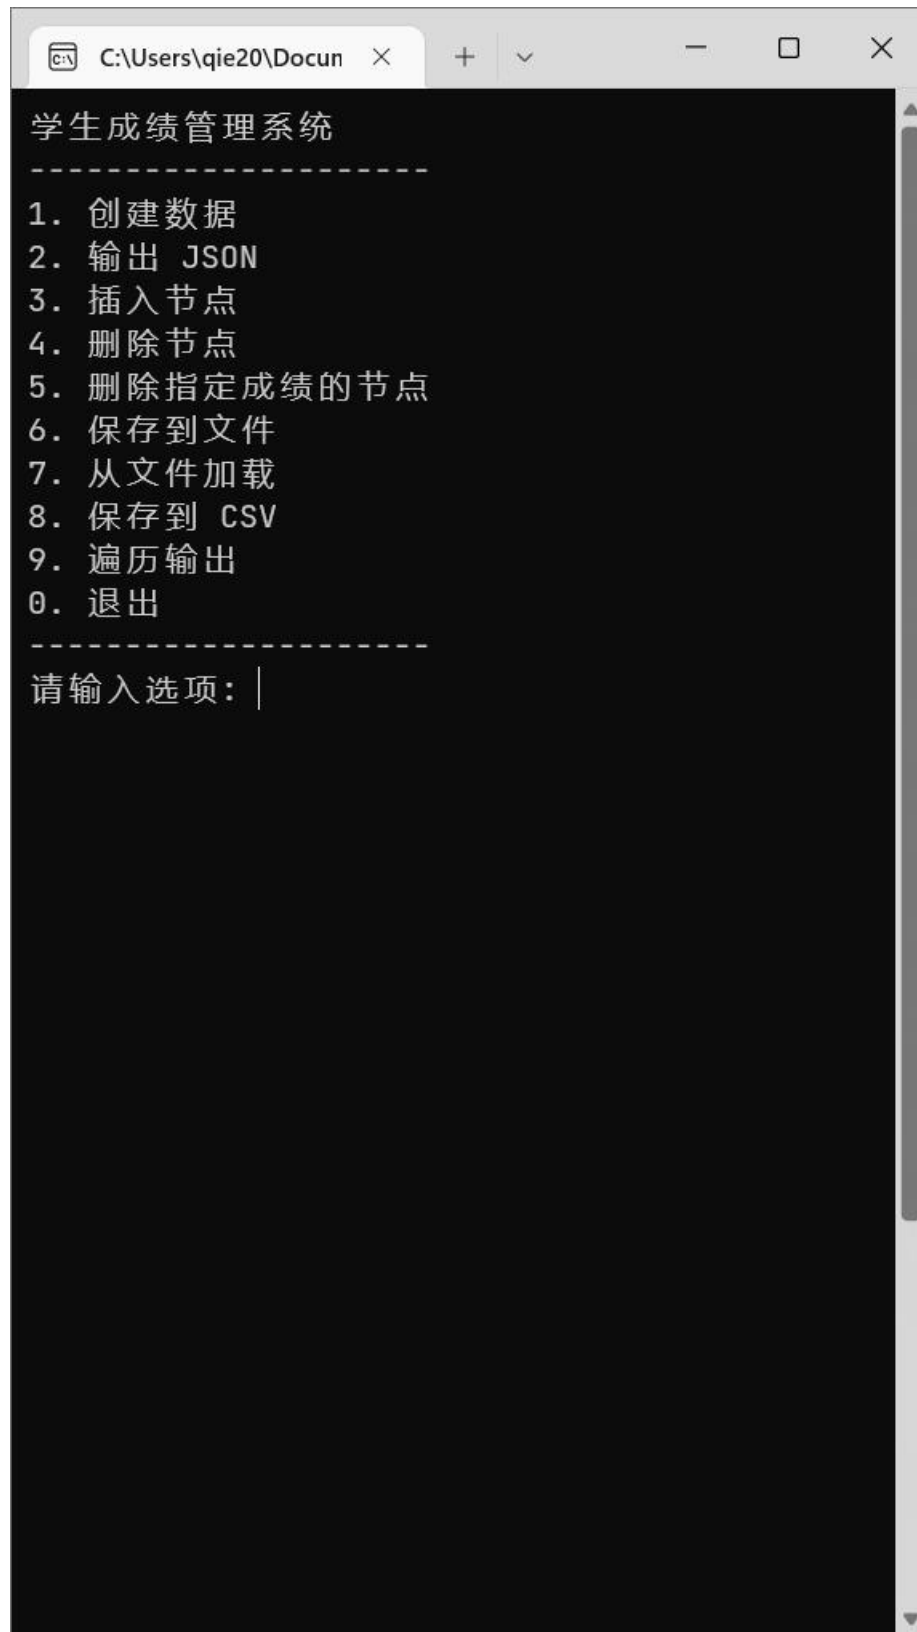 C:\Users\qie20\Docun
学生成绩管理系统
---------------------
1. 创建数据
2. 输出 JSON
3. 插入节点
4. 删除节点
5. 删除指定成绩的节点
6. 保存到文件
7. 从文件加载
8. 保存到 CSV
9. 遍历输出
0. 退出
---------------------
请输入选项: